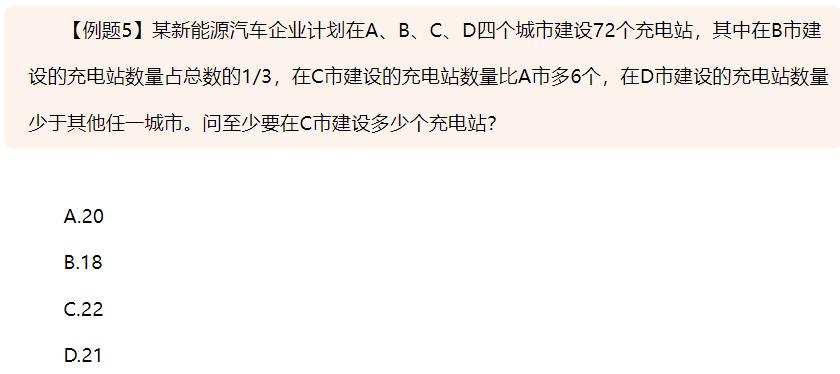 【例题5】某新能源汽车企业计划在A、B、C、D四个城市建设72个充电站，其中在B市建
设的充电站数量占总数的1/3，在C市建设的充电站数量比A市多6个，在D市建设的充电站数量
少于其他任一城市。问至少要在C市建设多少个充电站？
A.20
B.18
C.22
D.21